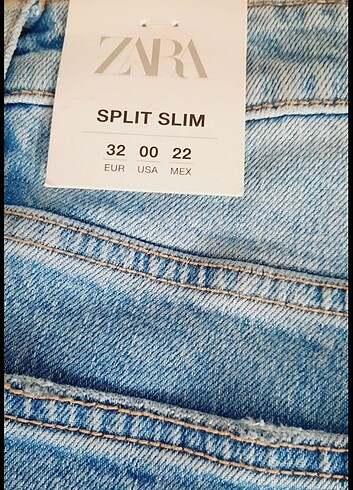 ZARA
SPLIT SLIM
32 00 22
EUR USA MEX